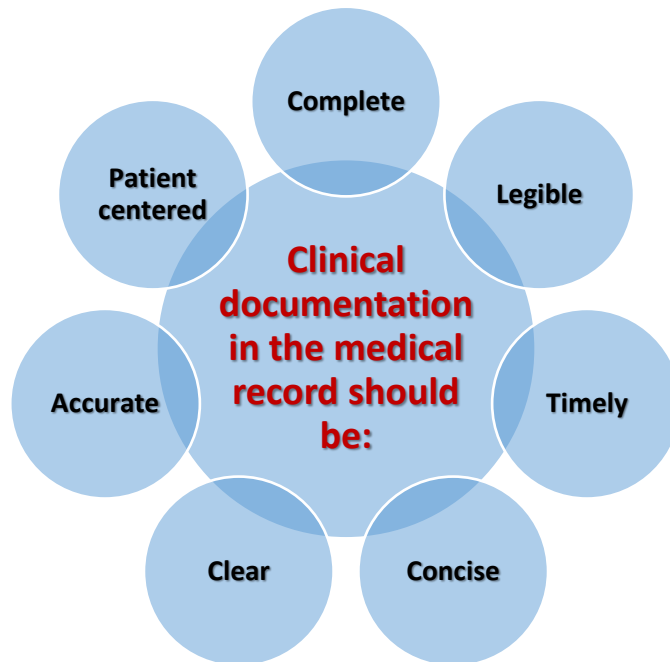 Complete
Legible
Timely
Concise
Clear
Accurate
Patient
centered
Clinical
documentation
in the medical
record should
be: